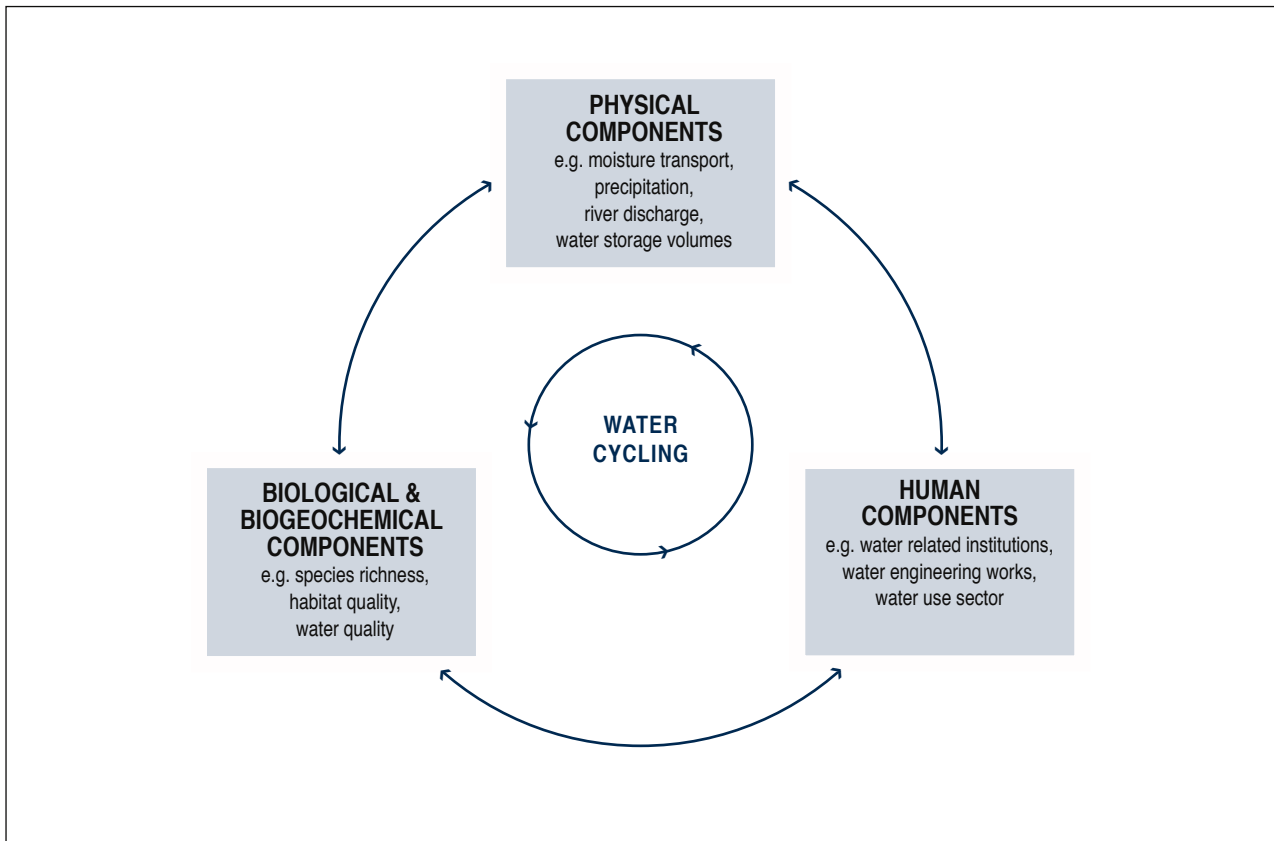 PHYSICAL
COMPONENTS
e.g. moisture transport,
precipitation,
river discharge,
water storage volumes
WATER
CYCLING
BIOLOGICAL &
BIOGEOCHEMICAL
COMPONENTS
e.g. species richness,
habitat quality,
water quality
HUMAN
COMPONENTS
e.g. water related institutions,
water engineering works,
water use sector